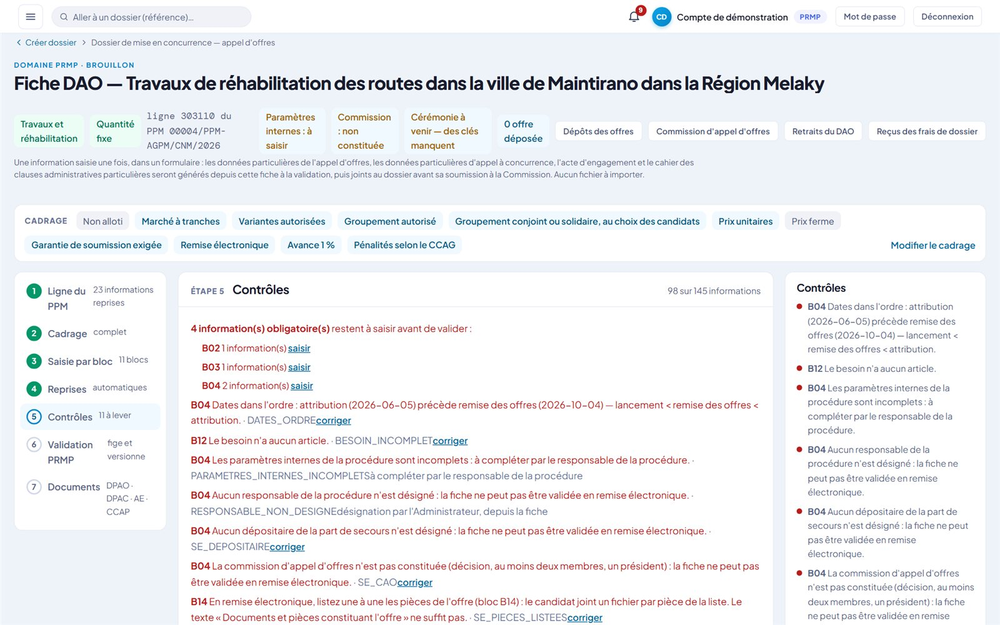 Aller à un dossier (référence)...
9
CD
Compte de démonstration
PRMP
Mot de passe
Déconnexion
Créer dossier
Dossier de mise en concurrence — appel d'offres
DOMAINE PRMP · BROUILLON
Fiche DAO — Travaux de réhabilitation des routes dans la ville de Maintirano dans la Région Melaky
Travaux et
réhabilitation
Quantité
fixe
ligne 303110 du
PPM 00004/PPM-
AGPM/CNM/2026
Paramètres
internes : à
saisir
Commission
: non
constituée
Cérémonie à
venir — des clés
manquent
0 offre
déposée
Dépôts des offres
Commission d'appel d'offres
Retraits du DAO
Reçus des frais de dossier
Une information saisie une fois, dans un formulaire : les données particulières de l'appel d'offres, les données particulières d'appel à concurrence, l'acte d'engagement et le cahier des
clauses administratives particulières seront générés depuis cette fiche à la validation, puis joints au dossier avant sa soumission à la Commission. Aucun fichier à importer.
CADRAGE
Non alloti
Marché à tranches
Variantes autorisées
Groupement autorisé
Groupement conjoint ou solidaire, au choix des candidats
Prix unitaires
Prix ferme
Garantie de soumission exigée
Remise électronique
Avance 1 %
Pénalités selon le CCAG
Modifier le cadrage
1
Ligne du
PPM
23 informations
reprises
2
Cadrage
complet
3
Saisie par bloc
11 blocs
4
Reprises
automatiques
5
Contrôles
11 à lever
6
Validation
PRMP
fige et
versionne
7
Documents
DPAO ·
DPAC · AE ·
CCAP
ÉTAPE 5
Contrôles
98 sur 145 informations
4 information(s) obligatoire(s) restent à saisir avant de valider :
B02 1 information(s) saisir
B03 1 information(s) saisir
B04 2 information(s) saisir
B04 Dates dans l'ordre : attribution (2026-06-05) précède remise des offres (2026-10-04) — lancement < remise des offres <
attribution. · DATES_ORDREcorriger
B12 Le besoin n'a aucun article. · BESOIN_INCOMPLETcorriger
B04 Les paramètres internes de la procédure sont incomplets : à compléter par le responsable de la procédure. ·
PARAMETRES_INTERNES_INCOMPLETSà compléter par le responsable de la procédure
B04 Aucun responsable de la procédure n'est désigné : la fiche ne peut pas être validée en remise électronique. ·
RESPONSABLE_NON_DESIGNEdésignation par l'Administrateur, depuis la fiche
B04 Aucun dépositaire de la part de secours n'est désigné : la fiche ne peut pas être validée en remise électronique. ·
SE_DEPOSITAIREcorriger
B04 La commission d'appel d'offres n'est pas constituée (décision, au moins deux membres, un président) : la fiche ne peut pas
être validée en remise électronique. · SE_CAOcorriger
B14 En remise électronique, listez une à une les pièces de l'offre (bloc B14) : le candidat joint un fichier par pièce de la liste. Le
texte « Documents et pièces constituant l'offre » ne suffit pas. · SE_PIECES_LISTEEScorriger
Contrôles
B04 Dates dans l'ordre : attribution
(2026-06-05) précède remise des
offres (2026-10-04) — lancement <
remise des offres < attribution.
B12 Le besoin n'a aucun article.
B04 Les paramètres internes de la
procédure sont incomplets : à
compléter par le responsable de la
procédure.
B04 Aucun responsable de la
procédure n'est désigné : la fiche ne
peut pas être validée en remise
électronique.
B04 Aucun dépositaire de la part de
secours n'est désigné : la fiche ne peut
pas être validée en remise
électronique.
B04 La commission d'appel d'offres
n'est pas constituée (décision, au moins
deux membres, un président) : la fiche
ne peut pas être validée en remise